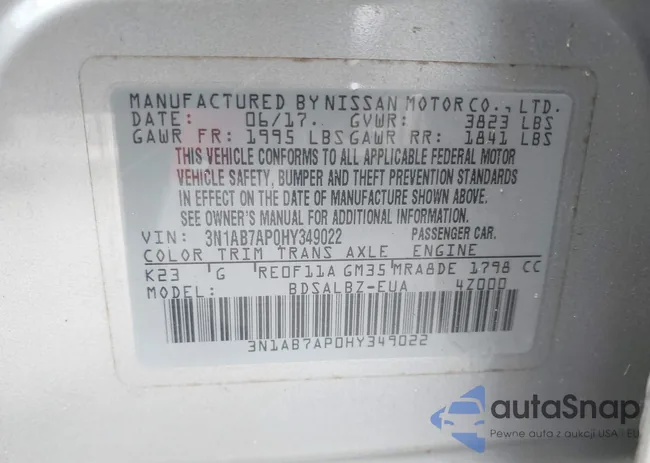 MANUFACTURED BY NISSAN MOTOR CO., LTD.
DATE: 06/17. GVWR: 3823 LBS
GAWR FR: 1995 LBS GAWR RR: 1841 LBS
THIS VEHICLE CONFORMS TO ALL APPLICABLE FEDERAL MOTOR
VEHICLE SAFETY, BUMPER AND THEFT PREVENTION STANDARDS
IN EFFECT ON THE DATE OF MANUFACTURE SHOWN ABOVE.
SEE OWNER'S MANUAL FOR ADDITIONAL INFORMATION
VIN: 3N1AB7AP0HY349022 PASSENGER CAR.
COLOR TRIM TRANS AXLE ENGINE
K23 G RE0F11A GM35 MRA8DE 1798 CC
MODEL: BDSALBZ-EUA 4Z000
3N1AB7AP0HY349022
autoSnap
Pewne auta z aukcji USA i EU